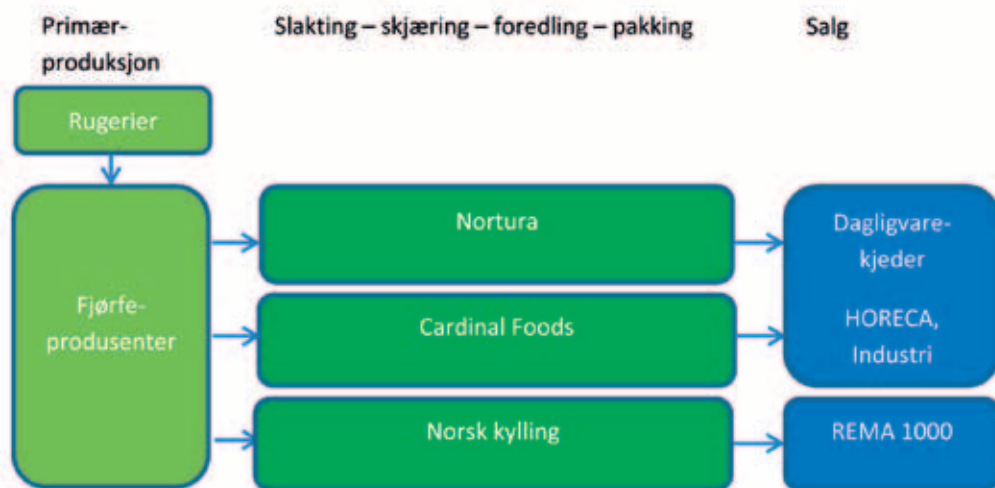 Primær-
produksjon
Slakting – skjæring – foredling – pakking
Salg
Rugerier
Fjørfe-
produsenter
Nortura
Cardinal Foods
Norsk kylling
Dagligvare-
kjeder
HORECA,
Industri
REMA 1000